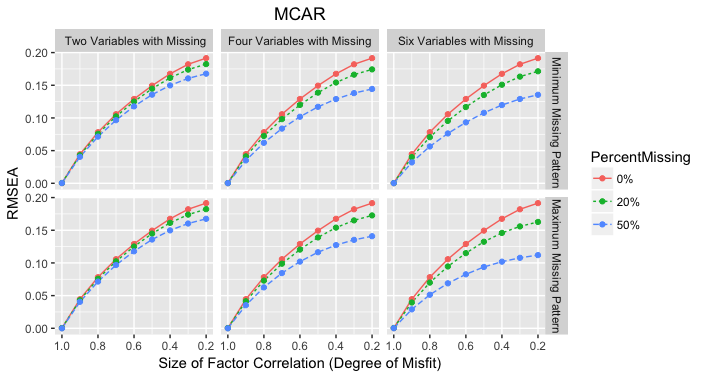 MCAR
Two Variables with Missing
Four Variables with Missing
Six Variables with Missing
0.20
0.15
0.10
0.05
0.00
Minimum Missing Pattern
0.20
0.15
0.10
0.05
0.00
Maximum Missing Pattern
RMSEA
1.0 0.8 0.6 0.4 0.2
1.0 0.8 0.6 0.4 0.2
1.0 0.8 0.6 0.4 0.2
Size of Factor Correlation (Degree of Misfit)
PercentMissing
0%
20%
50%